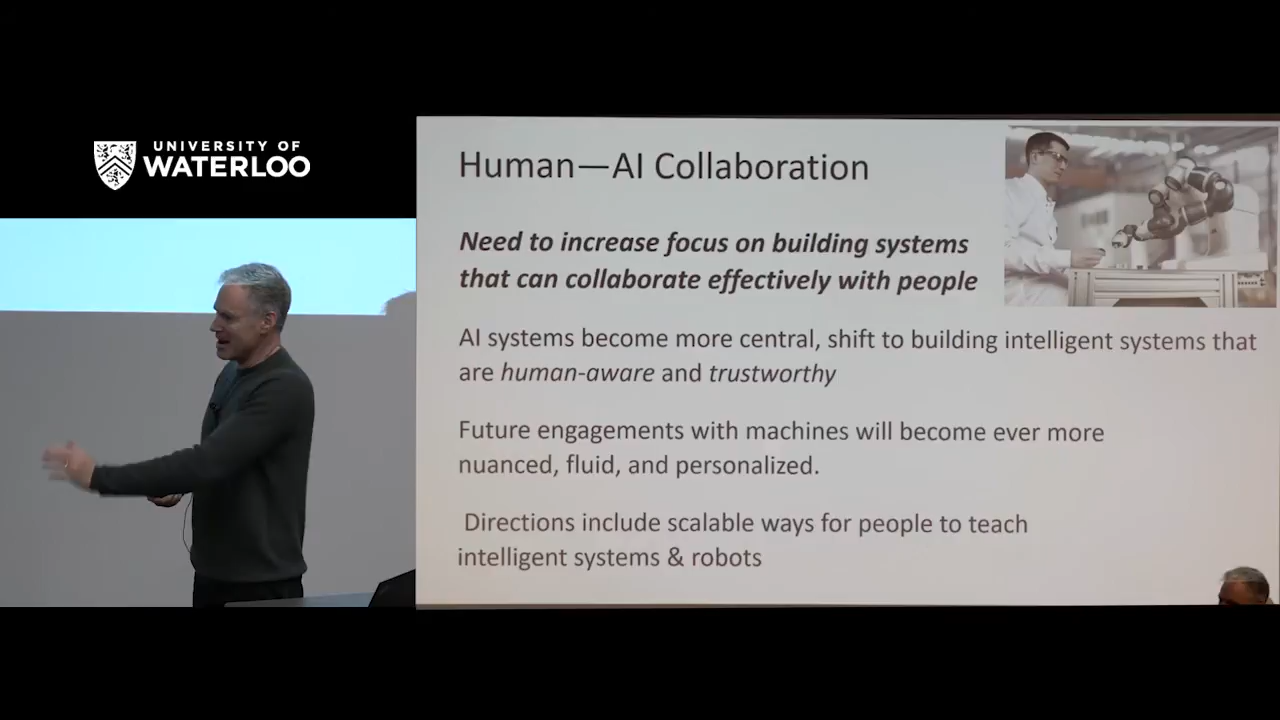 UNIVERSITY OF
WATERLOO
Human—AI Collaboration
Need to increase focus on building systems
that can collaborate effectively with people
AI systems become more central, shift to building intelligent systems that
are human-aware and trustworthy
Future engagements with machines will become ever more
nuanced, fluid, and personalized.
Directions include scalable ways for people to teach
intelligent systems & robots